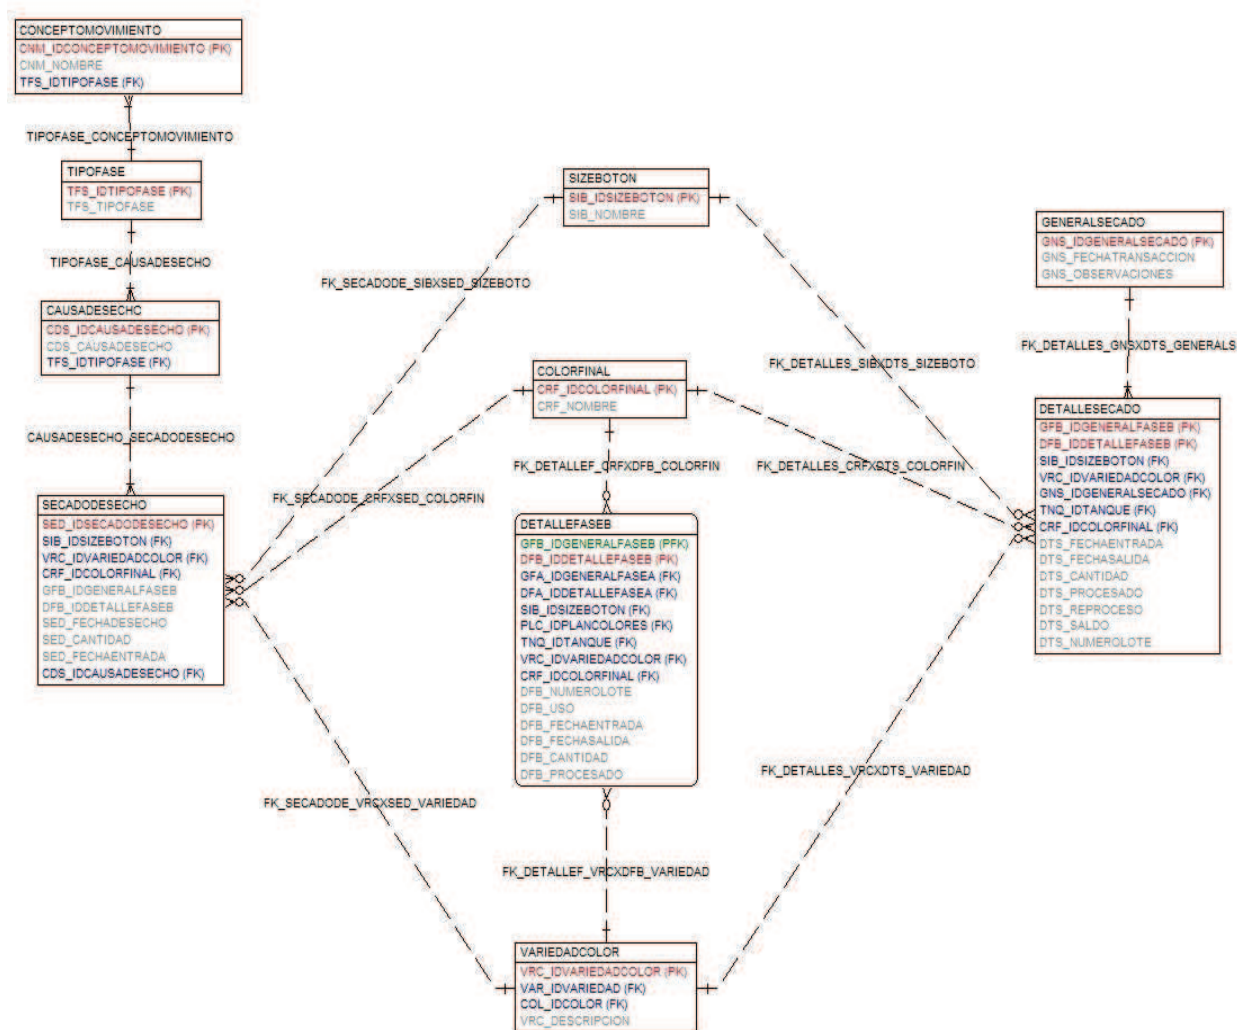 CONCEPTOMOVIMIENTO
CNM_IDCONCEPTOMOVIMIENTO (PK)
CNM_NOMBRE
TFS_IDTIPOFASE (FK)
TIPOFASE_CONCEPTOMOVIMIENTO
TIPOFASE
TFS_IDTIPOFASE (PK)
TFS_TIPOFASE
TIPOFASE_CAUSADESECHO
CAUSADESECHO
CDS_IDCAUSADESECHO (PK)
CDS_CAUSADESECHO
TFS_IDTIPOFASE (FK)
CAUSADESECHO_SECADODESECHO
SECADODESECHO
SED_IDSECADODESECHO (PK)
SIB_IDSIZEBOTON (FK)
VRC_IDVARIEDADCOLOR (FK)
CRF_IDCOLORFINAL (FK)
GFB_IDGENERALFASEB
DFB_IDDETALLEFASEB
SED_FECHADESECHO
SED_CANTIDAD
SED_FECHAENTRADA
CDS_IDCAUSADESECHO (FK)
SIZEBOTON
SIB_IDSIZEBOTON (PK)
SIB_NOMBRE
FK_SECADODE_SIBXSED_SIZEBOTO
FK_DETALLES_SIBXDTS_SIZEBOTO
COLORFINAL
CRF_IDCOLORFINAL (PK)
CRF_NOMBRE
FK_DETALLEF_CRFXDFB_COLORFIN
FK_SECADODE_CRFXSED_COLORFIN
FK_DETALLES_CRFXDTS_COLORFIN
DETALLEFASEB
GFB_IDGENERALFASEB (PFK)
DFB_IDDETALLEFASEB (PK)
GFA_IDGENERALFASEA (FK)
DFA_IDDETALLEFASEA (FK)
SIB_IDSIZEBOTON (FK)
PLC_IDPLANCOLORES (FK)
TNQ_IDTANQUE (FK)
VRC_IDVARIEDADCOLOR (FK)
CRF_IDCOLORFINAL (FK)
DFB_NUMEROLOTE
DFB_USO
DFB_FECHAENTRADA
DFB_FECHASALIDA
DFB_CANTIDAD
DFB_PROCESADO
FK_SECADODE_VRCXSED_VARIEDAD
FK_DETALLES_VRCXDTS_VARIEDAD
FK_DETALLEF_VRCXDFB_VARIEDAD
VARIEDADCOLOR
VRC_IDVARIEDADCOLOR (PK)
VAR_IDVARIEDAD (FK)
COL_IDCOLOR (FK)
VRC_DESCRIPCION
GENERALSECADO
GNS_IDGENERALSECADO (PK)
GNS_FECHATRANSACCION
GNS_OBSERVACIONES
FK_DETALLES_GNSXDTS_GENERALS
DETALLESECADO
GFB_IDGENERALFASEB (PK)
DFB_IDDETALLEFASEB (PK)
SIB_IDSIZEBOTON (FK)
VRC_IDVARIEDADCOLOR (FK)
GNS_IDGENERALSECADO (FK)
TNQ_IDTANQUE (FK)
CRF_IDCOLORFINAL (FK)
DTS_FECHAENTRADA
DTS_FECHASALIDA
DTS_CANTIDAD
DTS_PROCESADO
DTS_REPROCESO
DTS_SALDO
DTS_NUMEROLOTE